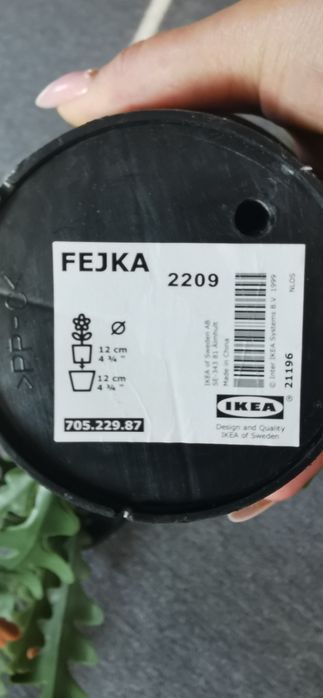 FEJKA
2209
Ø
12 cm
4 ¾ "
12 cm
4 ¾ "
705.229.87
IKEA of Sweden AB
SE-343 81 Älmhult
Made in China
© Inter IKEA Systems B.V. 1999
NLDS
21196
IKEA
Design and Quality
IKEA of Sweden